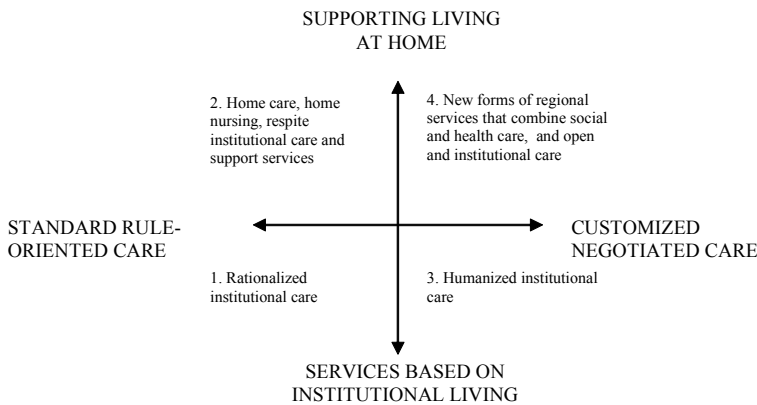 SUPPORTING LIVING
AT HOME
2. Home care, home
nursing, respite
institutional care and
support services
4. New forms of regional
services that combine social
and health care,  and open
and institutional care
STANDARD RULE-
ORIENTED CARE
CUSTOMIZED
NEGOTIATED CARE
1. Rationalized
institutional care
3. Humanized institutional
care
SERVICES BASED ON
INSTITUTIONAL LIVING